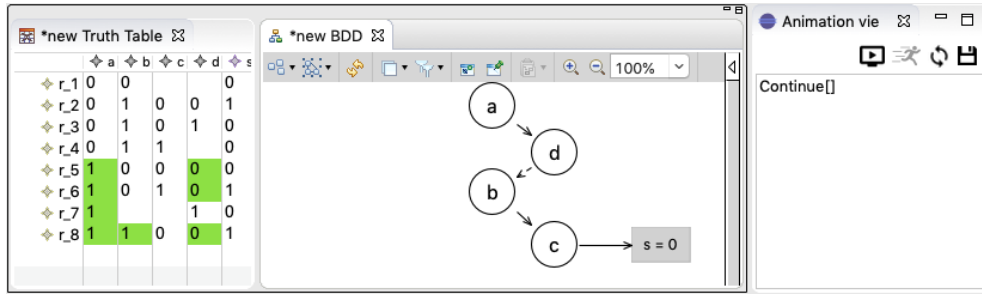 *new Truth Table
a b c d s
r_1 0 0 0
r_2 0 1 0 0 1
r_3 0 1 0 1 0
r_4 0 1 1 0
r_5 1 0 0 0 0
r_6 1 0 1 0 1
r_7 1 1 0
r_8 1 1 0 0 1
*new BDD
100%
a
d
b
c
s = 0
Animation vie
Continue[]